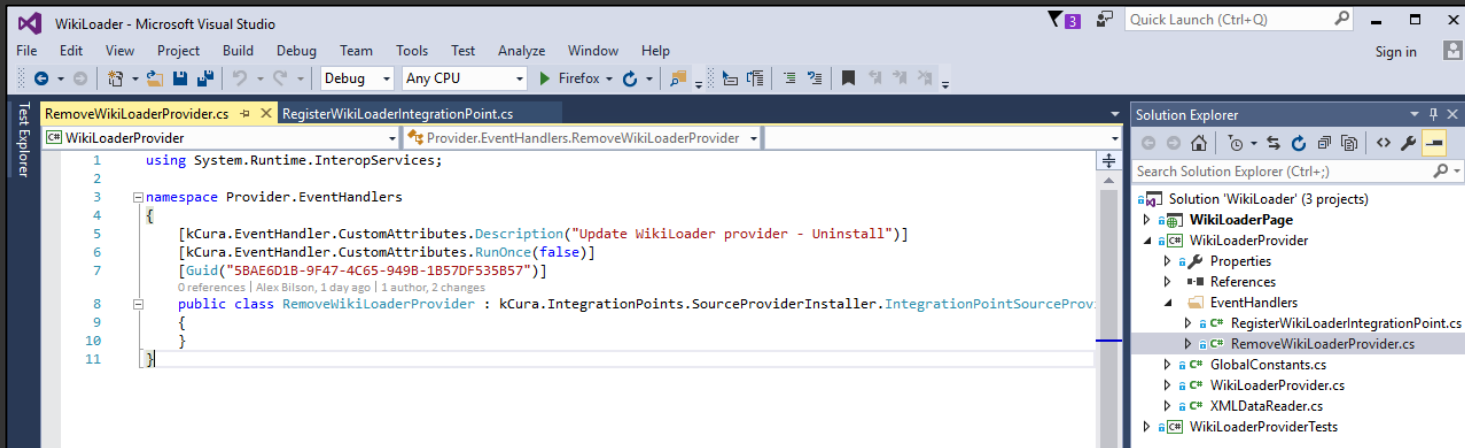 WikiLoader - Microsoft Visual Studio
3
Quick Launch (Ctrl+Q)
File Edit View Project Build Debug Team Tools Test Analyze Window Help
Sign in
Debug Any CPU Firefox
Test Explorer
RemoveWikiLoaderProvider.cs RegisterWikiLoaderIntegrationPoint.cs
C# WikiLoaderProvider Provider.EventHandlers.RemoveWikiLoaderProvider
1 using System.Runtime.InteropServices;
2
3 namespace Provider.EventHandlers
4 {
5 [kCura.EventHandler.CustomAttributes.Description("Update WikiLoader provider - Uninstall")]
6 [kCura.EventHandler.CustomAttributes.RunOnce(false)]
7 [Guid("5BAE6D1B-9F47-4C65-949B-1B57DF535B57")]
0 references | Alex Bilson, 1 day ago | 1 author, 2 changes
8 public class RemoveWikiLoaderProvider : kCura.IntegrationPoints.SourceProviderInstaller.IntegrationPointSourceProv
9 {
10 }
11 }
Solution Explorer
Search Solution Explorer (Ctrl+;)
Solution 'WikiLoader' (3 projects)
WikiLoaderPage
C# WikiLoaderProvider
Properties
References
EventHandlers
C# RegisterWikiLoaderIntegrationPoint.cs
C# RemoveWikiLoaderProvider.cs
C# GlobalConstants.cs
C# WikiLoaderProvider.cs
C# XMLDataReader.cs
C# WikiLoaderProviderTests